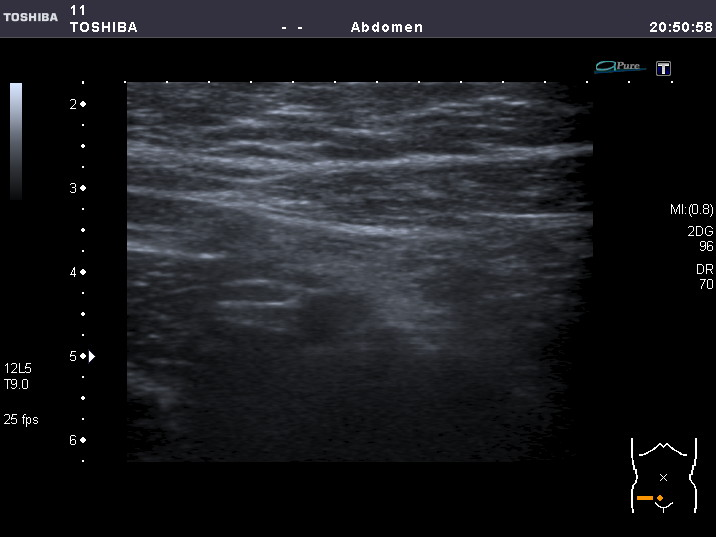 TOSHIBA
11
TOSHIBA - - Abdomen 20:50:58
APure T
2
3
4
5
6
MI:(0.8)
2DG
96
DR
70
12L5
T9.0
25 fps